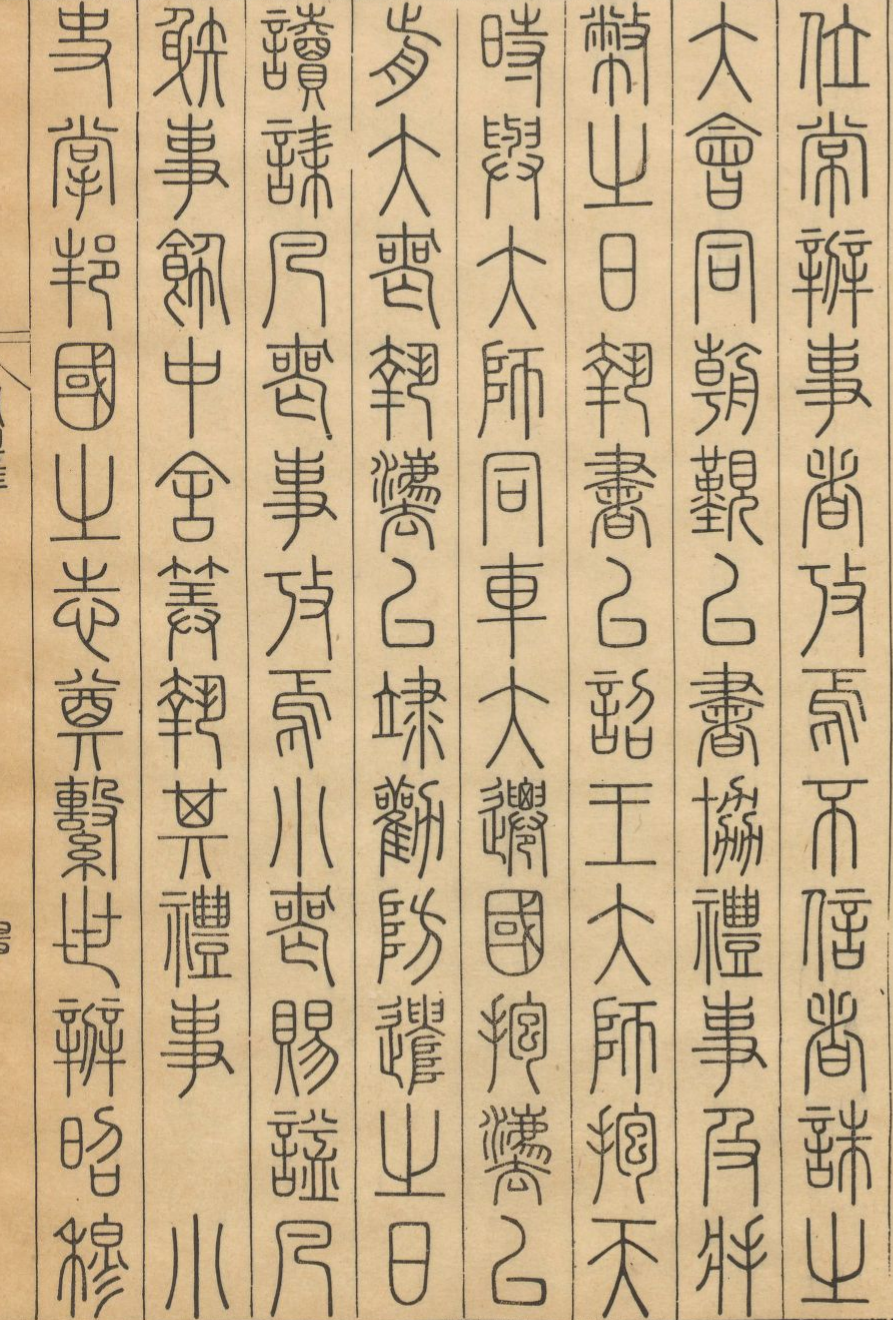 位常辨事者攷焉不信者誅之
大會同朝覲以書協禮事及將
幣之日執書以詔王大師抱天
時與大師同車大遷國抱灋以
前大喪執灋以䇐勸防遣之日
讀誄凡喪事攷焉小喪賜謚凡
射事飾中舍筭執其禮事　小
史掌邦國之志奠繫世辨昭穆